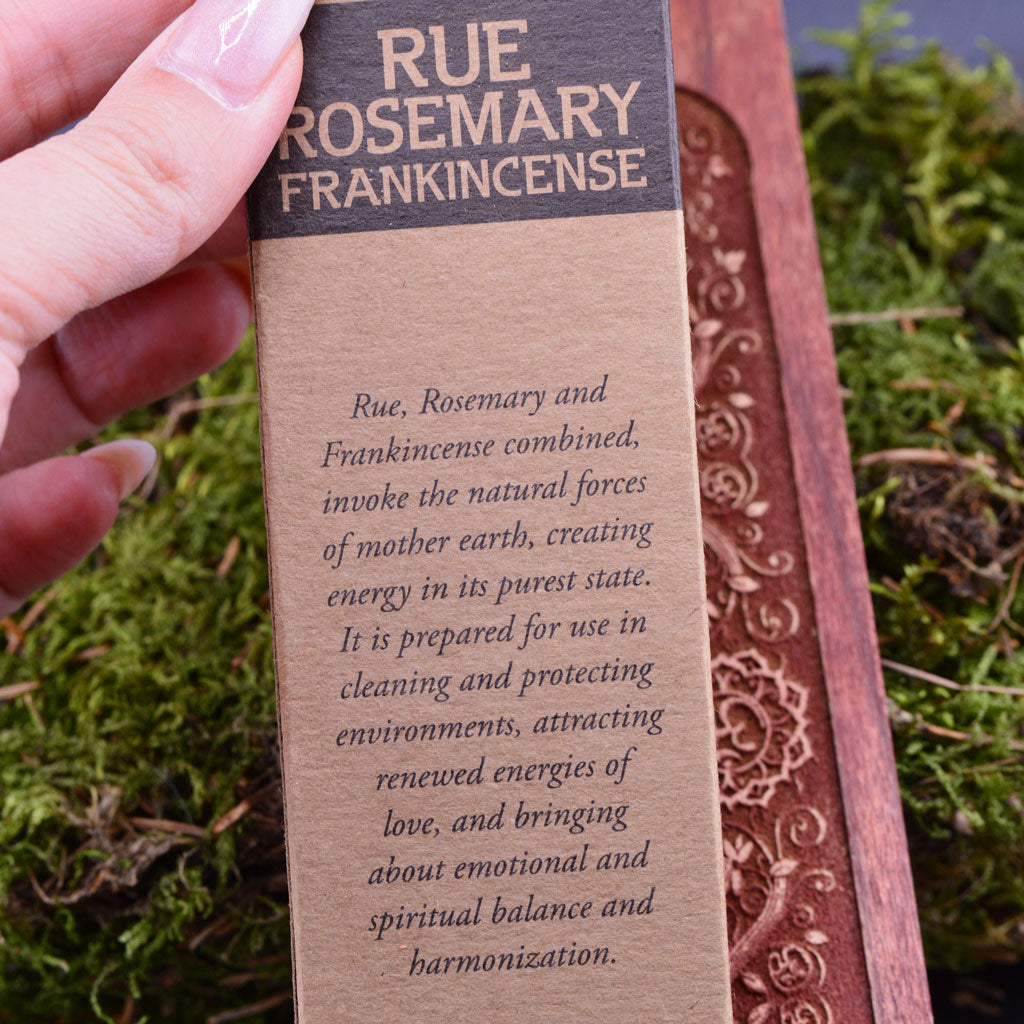 RUE
ROSEMARY
FRANKINCENSE
Rue, Rosemary and
Frankincense combined,
invoke the natural forces
of mother earth, creating
energy in its purest state.
It is prepared for use in
cleaning and protecting
environments, attracting
renewed energies of
love, and bringing
about emotional and
spiritual balance and
harmonization.